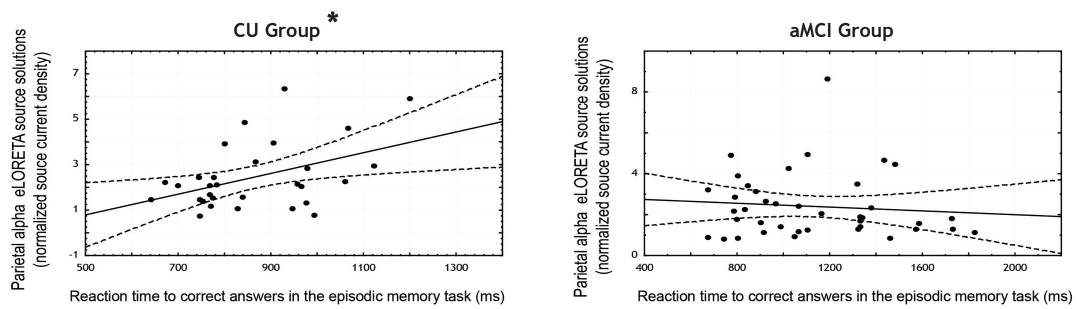 CU Group *
Parietal alpha eLORETA source solutions
(normalized souce current density)
7
5
3
1
-1
500 700 900 1100 1300
Reaction time to correct answers in the episodic memory task (ms)
aMCI Group
Parietal alpha eLORETA source solutions
(normalized souce current density)
8
4
0
400 800 1200 1600 2000
Reaction time to correct answers in the episodic memory task (ms)